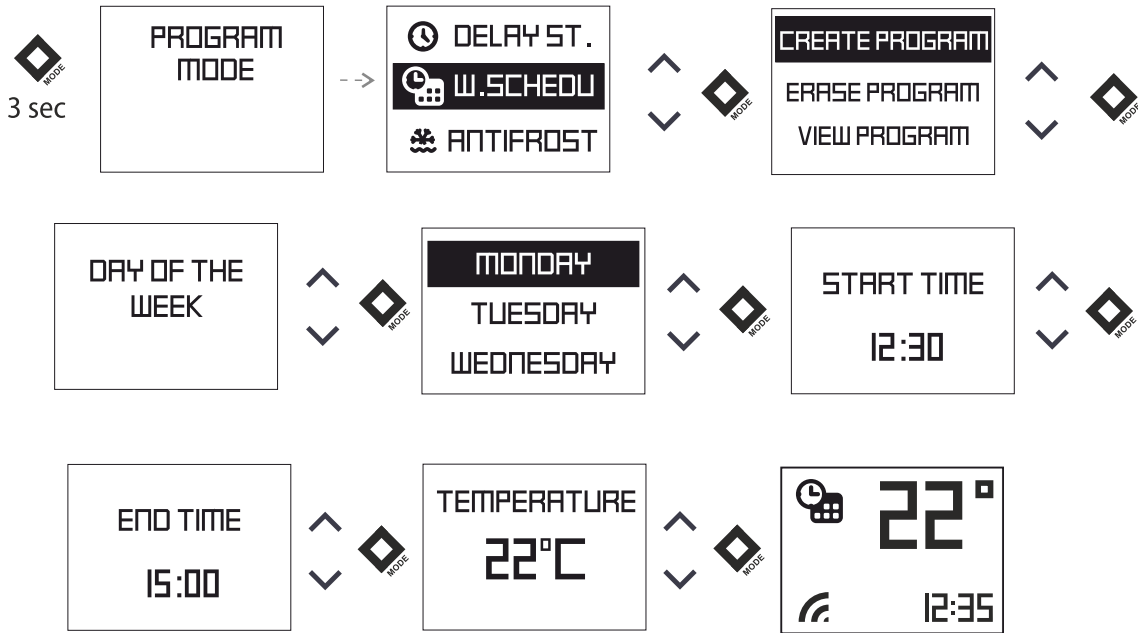 MODE
3 sec
PROGRAM
MODE
DELAY ST.
W.SCHEDU
ANTIFROST
MODE
CREATE PROGRAM
ERASE PROGRAM
VIEW PROGRAM
MODE
DAY OF THE
WEEK
MODE
MONDAY
TUESDAY
WEDNESDAY
MODE
START TIME
12:30
MODE
END TIME
15:00
MODE
TEMPERATURE
22°C
MODE
22°
12:35